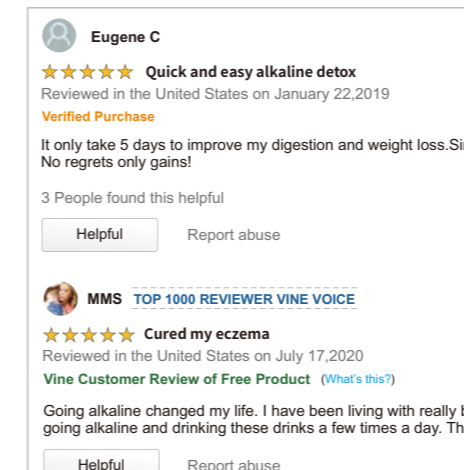 Eugene C
Quick and easy alkaline detox
Reviewed in the United States on January 22,2019
Verified Purchase
It only take 5 days to improve my digestion and weight loss.
No regrets only gains!
3 People found this helpful
Helpful
Report abuse
MMS TOP 1000 REVIEWER VINE VOICE
Cured my eczema
Reviewed in the United States on July 17,2020
Vine Customer Review of Free Product (What's this?)
Going alkaline changed my life. I have been living with really
going alkaline and drinking these drinks a few times a day.
Helpful
Report abuse